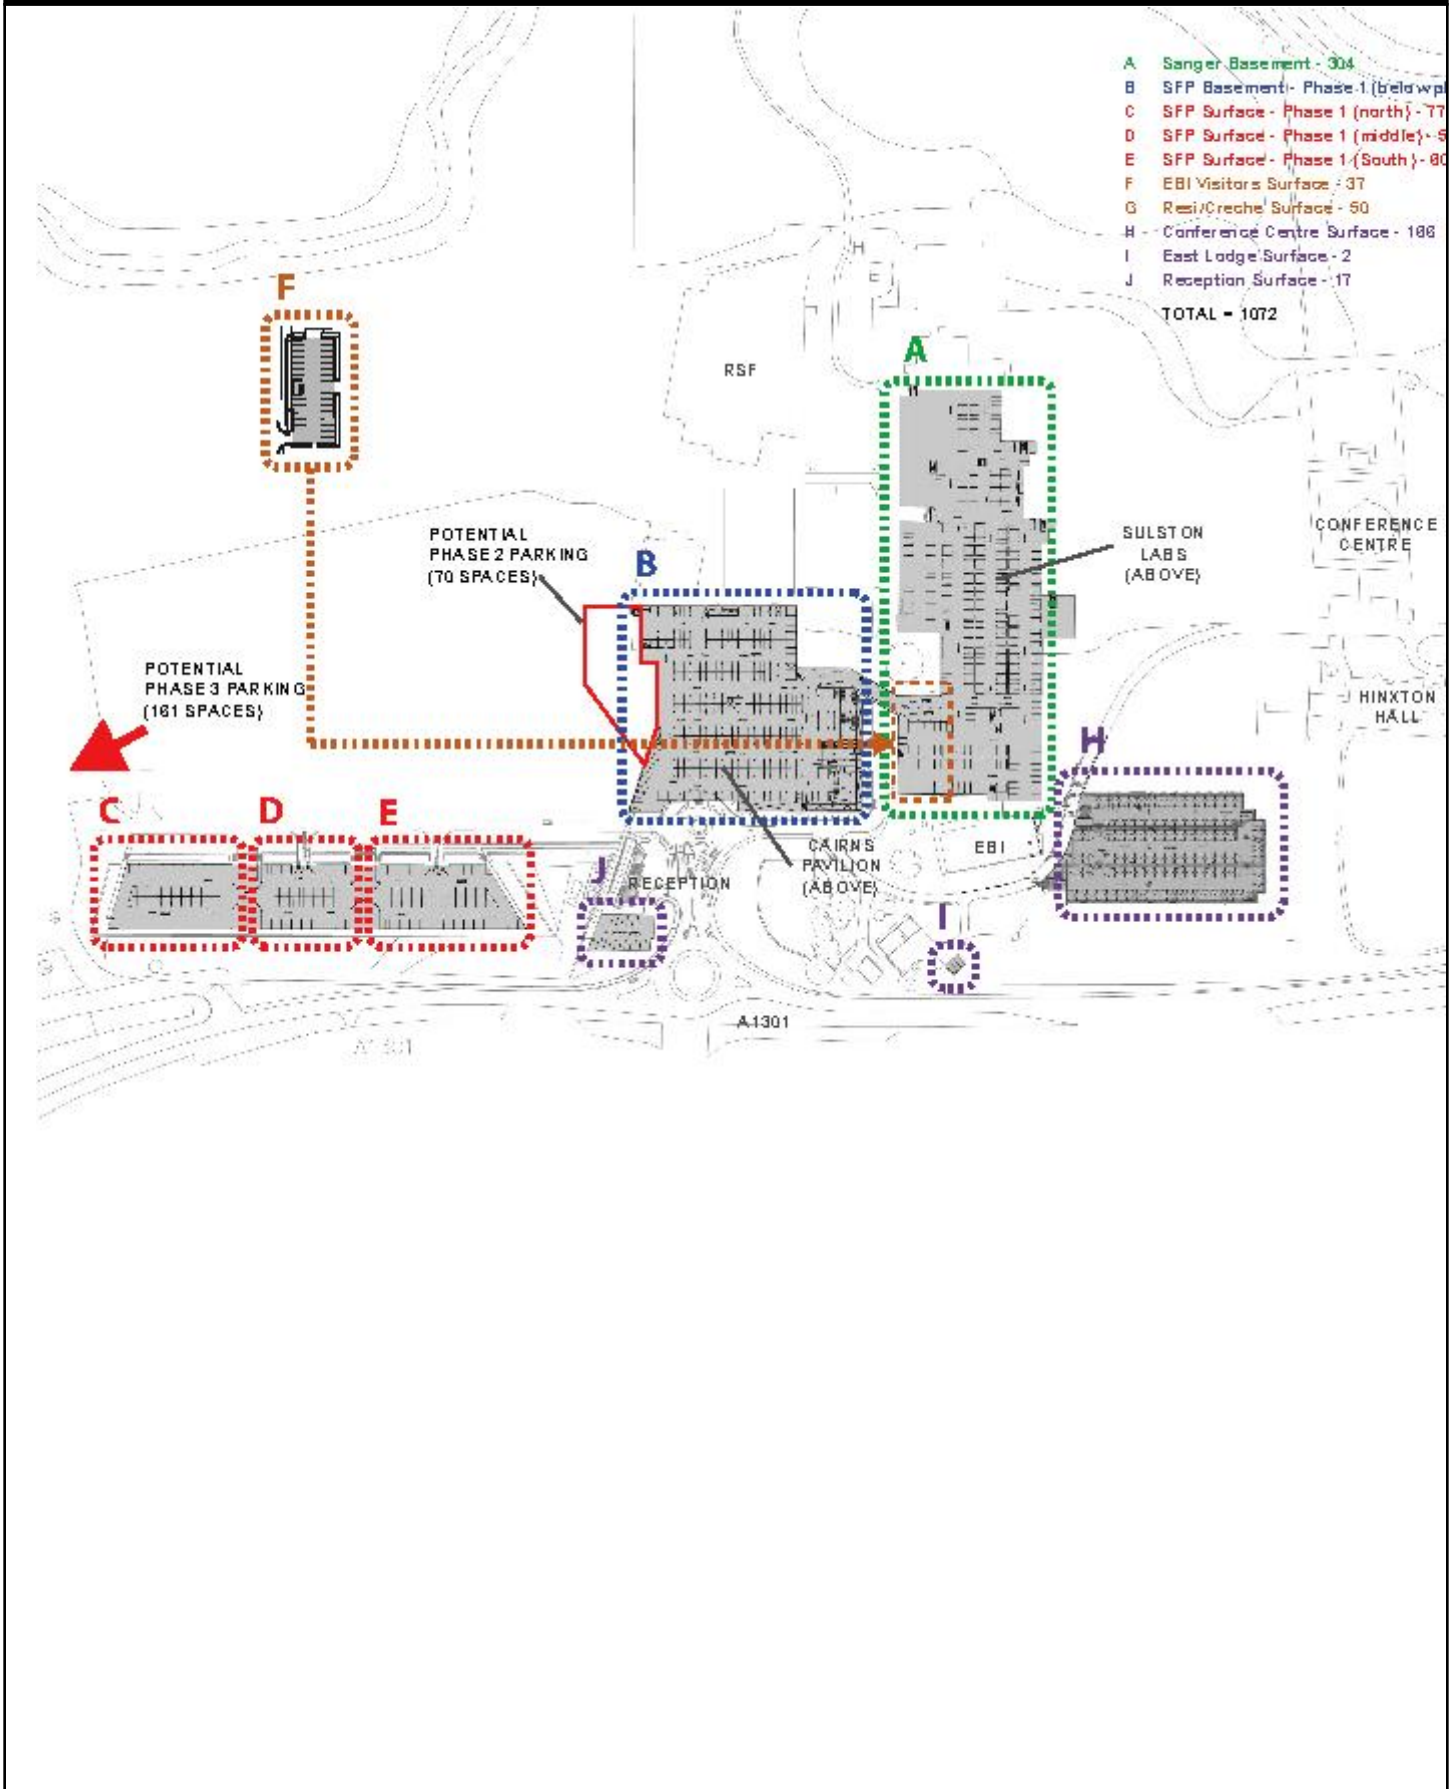 A Sanger Basement - 304
B SFP Basement - Phase 1 (below
C SFP Surface - Phase 1 (north) - 77
D SFP Surface - Phase 1 (middle) -
E SFP Surface - Phase 1 (South) -
F EBI Visitors Surface - 37
G Resi/Creche Surface - 50
H Conference Centre Surface - 166
I East Lodge Surface - 2
J Reception Surface - 17
TOTAL = 1072
H
E
F
A
RSF
POTENTIAL
PHASE 2 PARKING
(70 SPACES)
B
SULSTON
LABS
(ABOVE)
CONFERENCE
CENTRE
POTENTIAL
PHASE 3 PARKING
(161 SPACES)
HINXTON
HALL
H
C
D
E
CAIRNS
PAVILION
(ABOVE)
EBI
J
RECEPTION
I
A1301